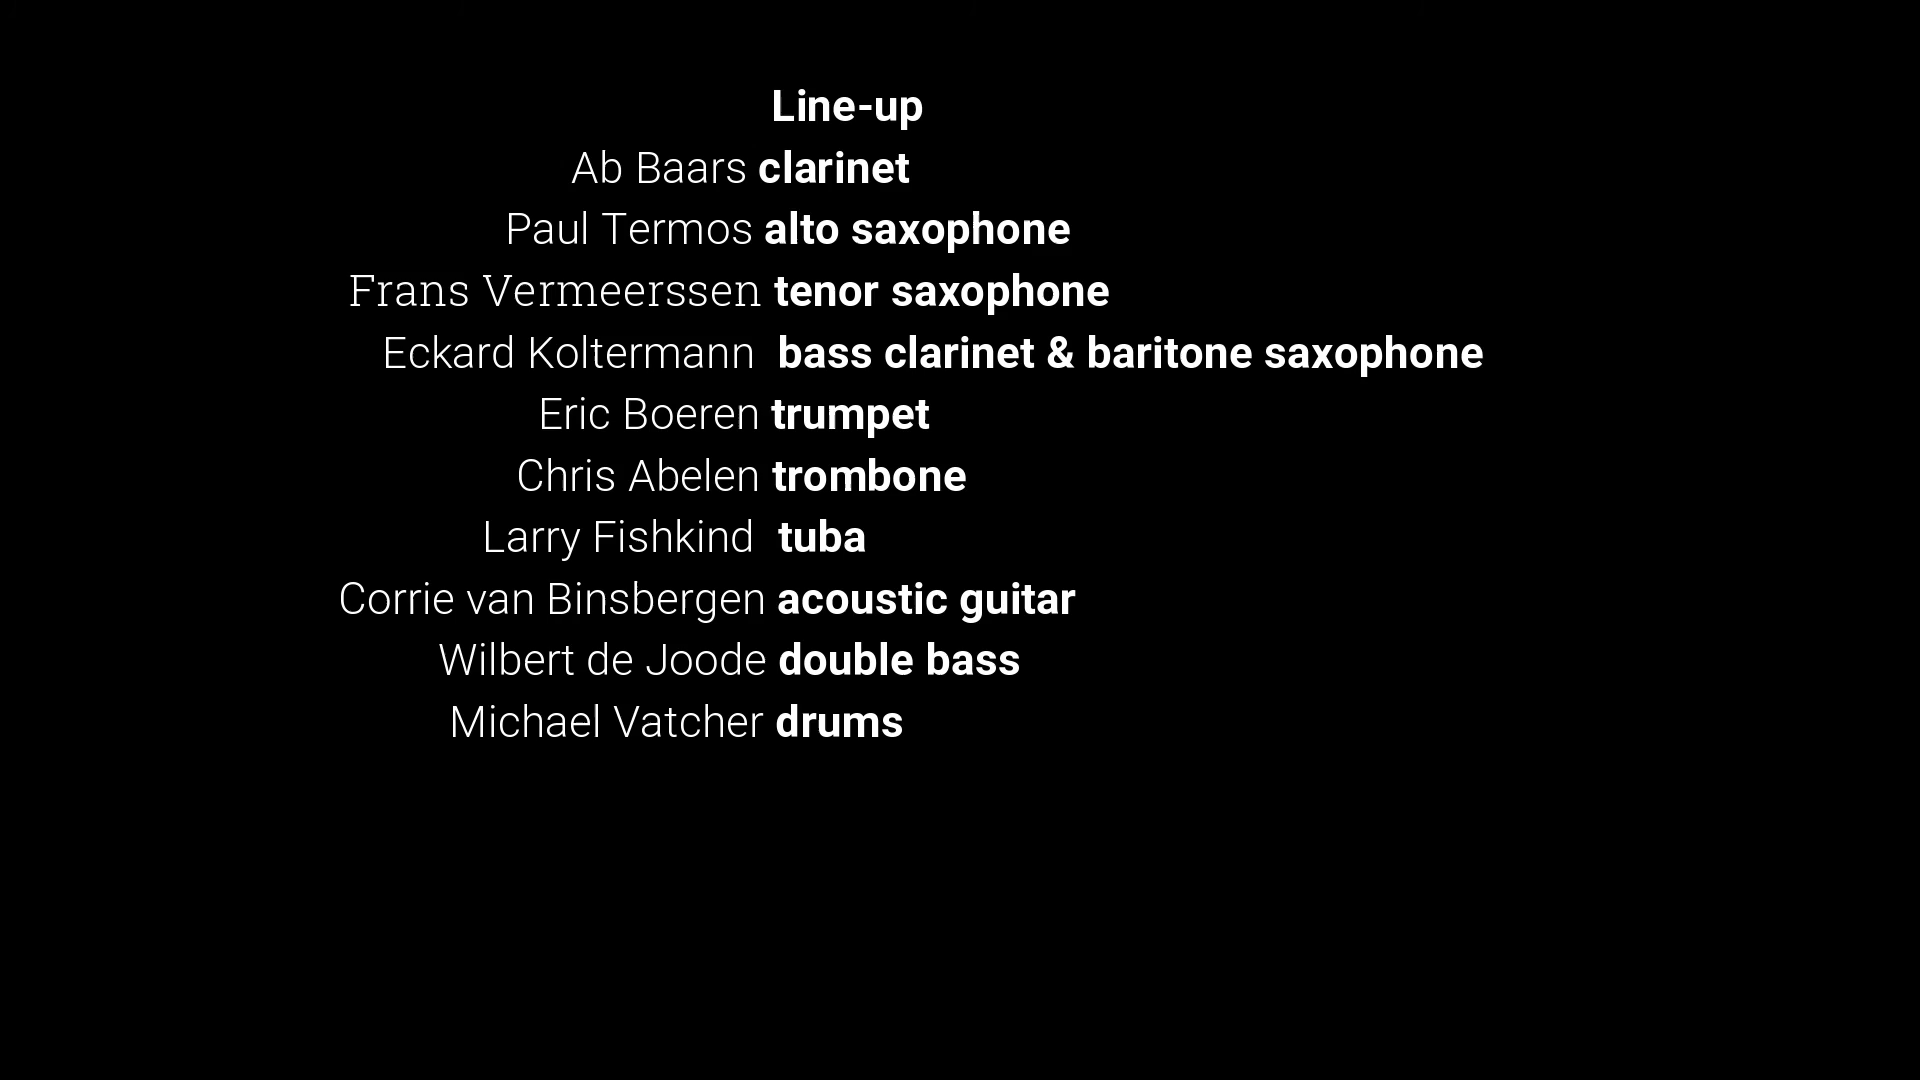 Line-up
Ab Baars clarinet
Paul Termos alto saxophone
Frans Vermeerssen tenor saxophone
Eckard Koltermann bass clarinet & baritone saxophone
Eric Boeren trumpet
Chris Abelen trombone
Larry Fishkind tuba
Corrie van Binsbergen acoustic guitar
Wilbert de Joode double bass
Michael Vatcher drums